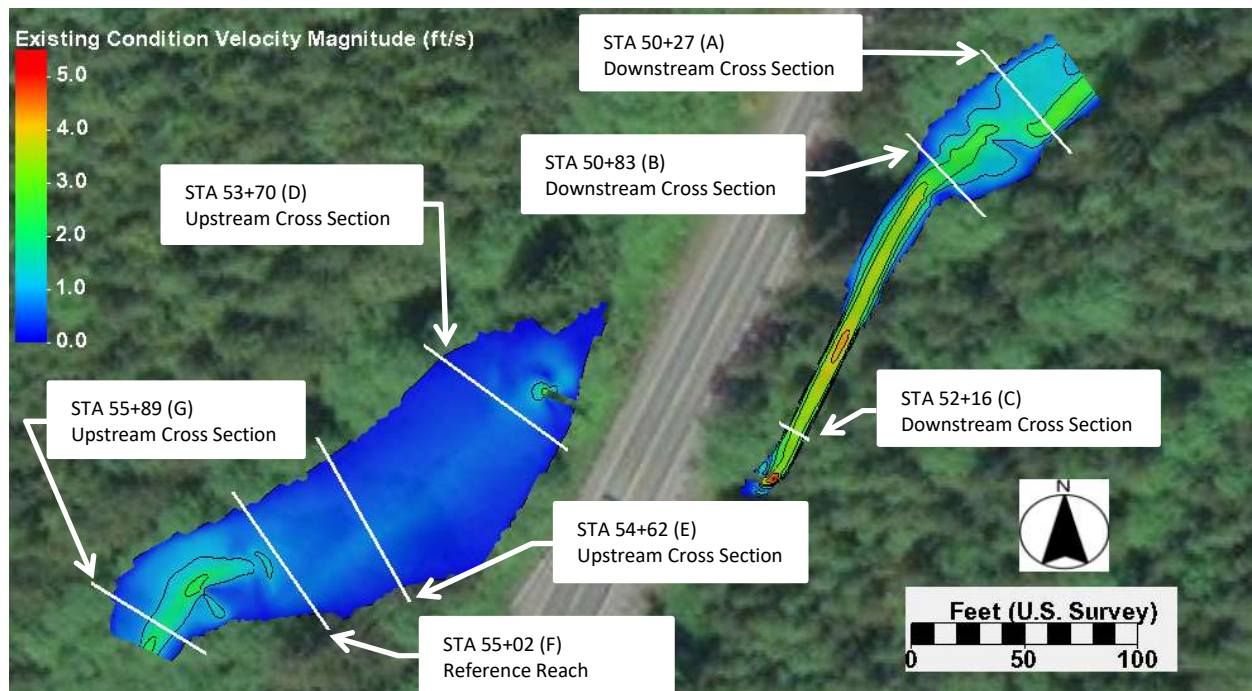 Existing Condition Velocity Magnitude (ft/s)
5.0
4.0
3.0
2.0
1.0
0.0
STA 50+27 (A)
Downstream Cross Section
STA 50+83 (B)
Downstream Cross Section
STA 53+70 (D)
Upstream Cross Section
STA 55+89 (G)
Upstream Cross Section
STA 52+16 (C)
Downstream Cross Section
STA 54+62 (E)
Upstream Cross Section
STA 55+02 (F)
Reference Reach
N
Feet (U.S. Survey)
0 50 100